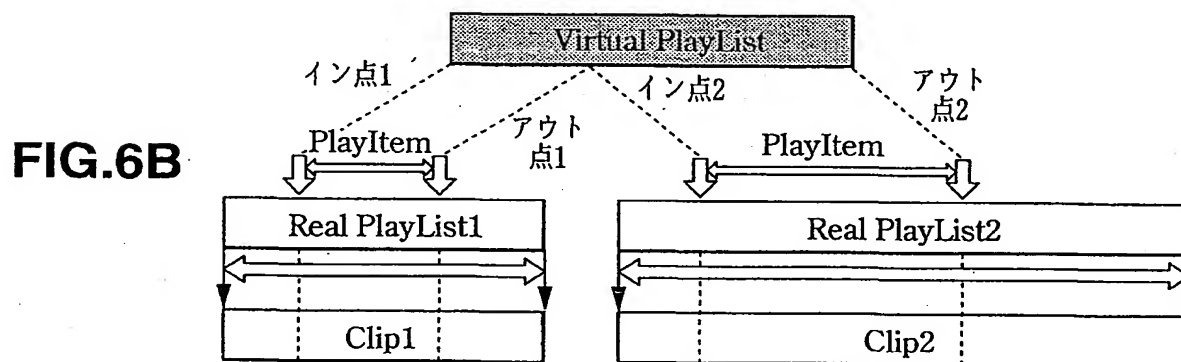 Virtual PlayList
イン点1
イン点2
アウト
点2
アウト
点1
FIG.6B
PlayItem
PlayItem
Real PlayList1
Real PlayList2
Clip1
Clip2